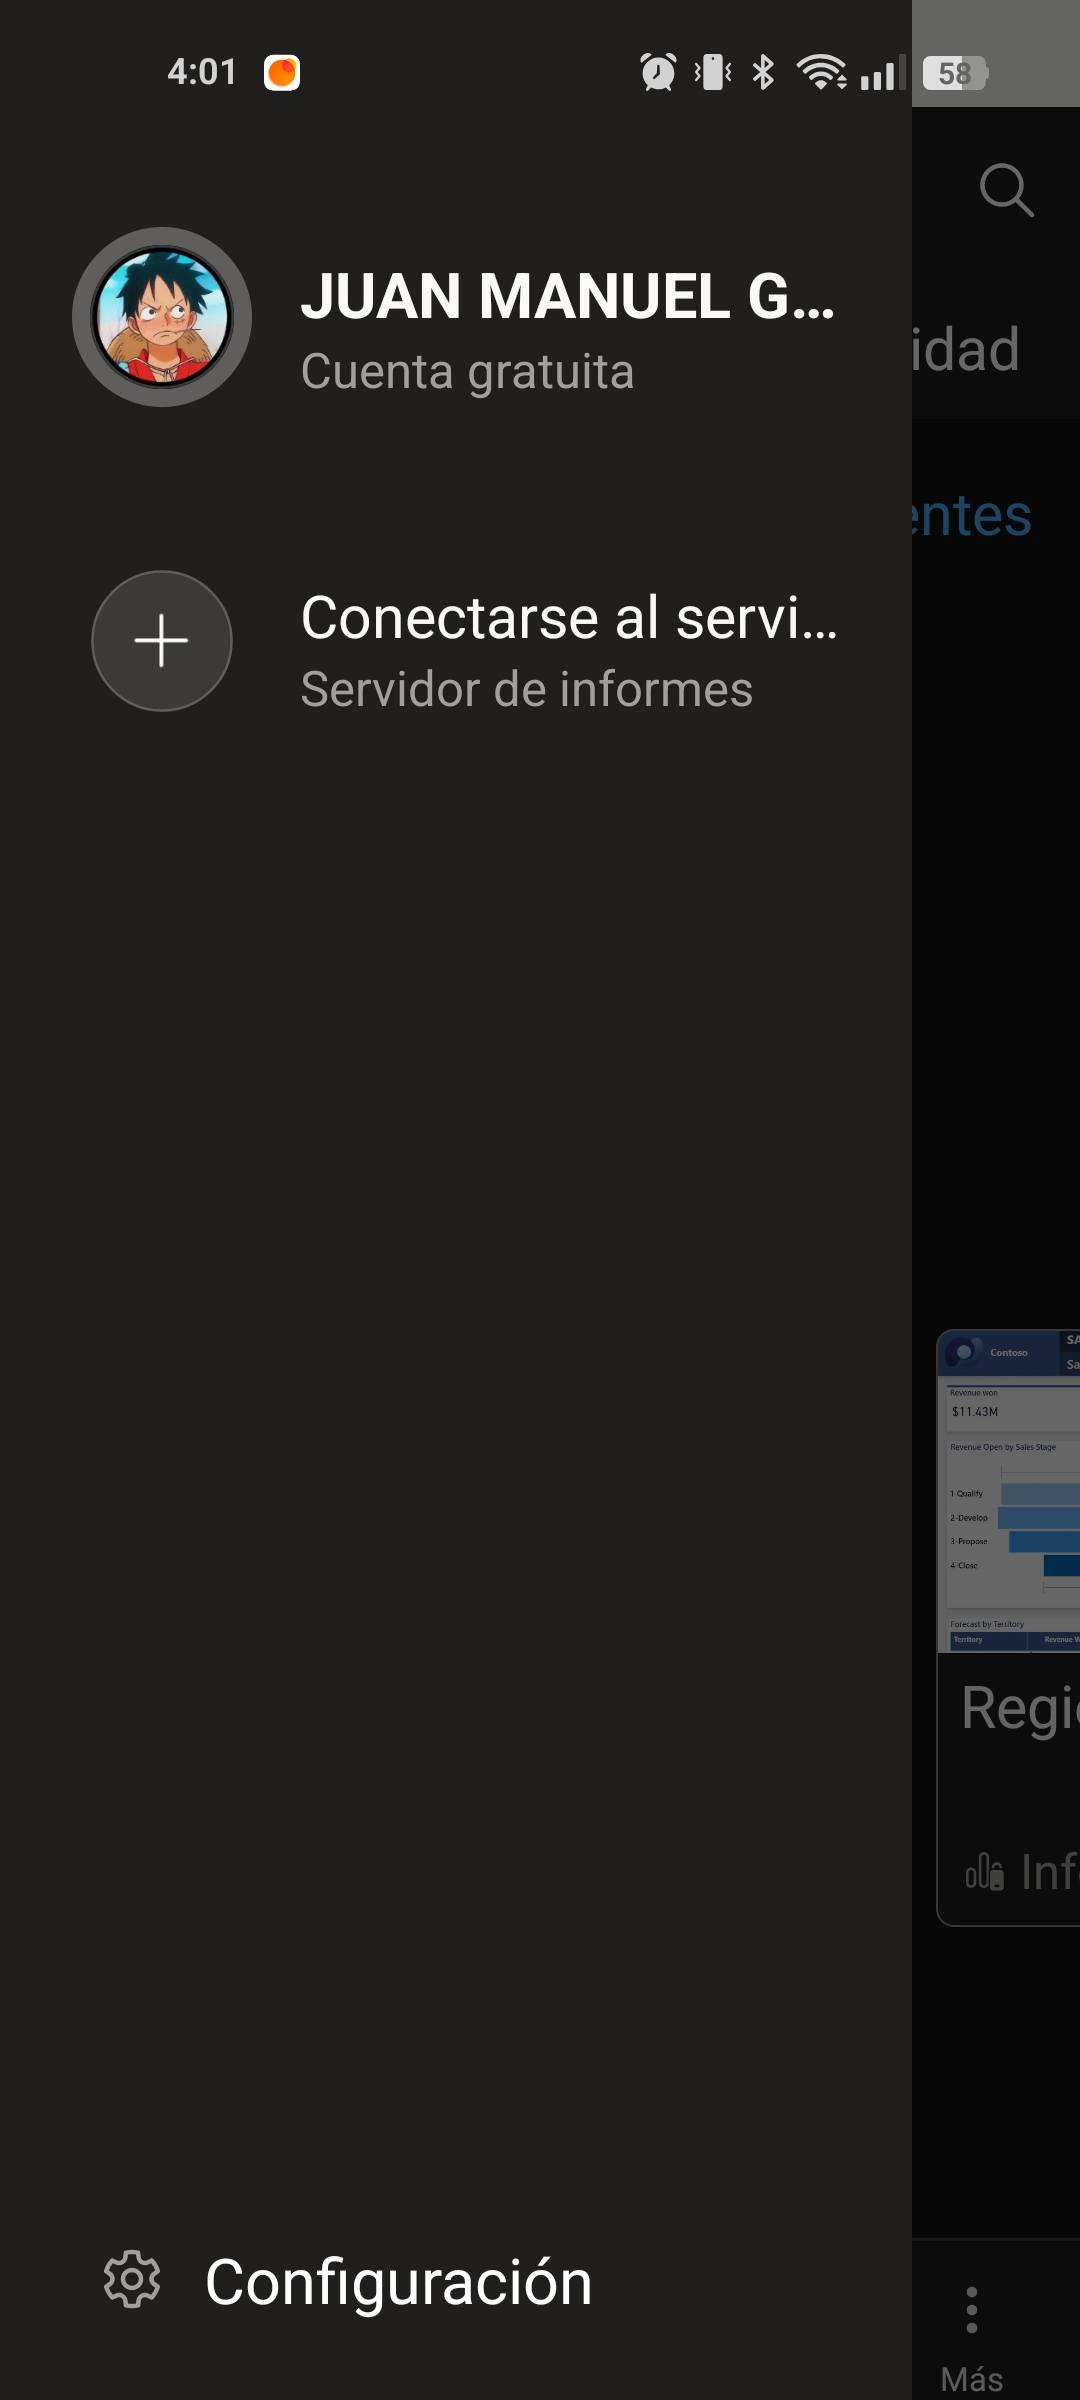 4:01
58
JUAN MANUEL G...
Cuenta gratuita
idad
entes
Conectarse al servi...
Servidor de informes
Contoso
SA
Sa
Revenue won
$11.43M
Revenue Open by Sales Stage
1-Qualify
2-Develop
3-Propose
4-Close
Forecast by Territory
Territory
Revenue W
Regi
Inf
Configuración
Más